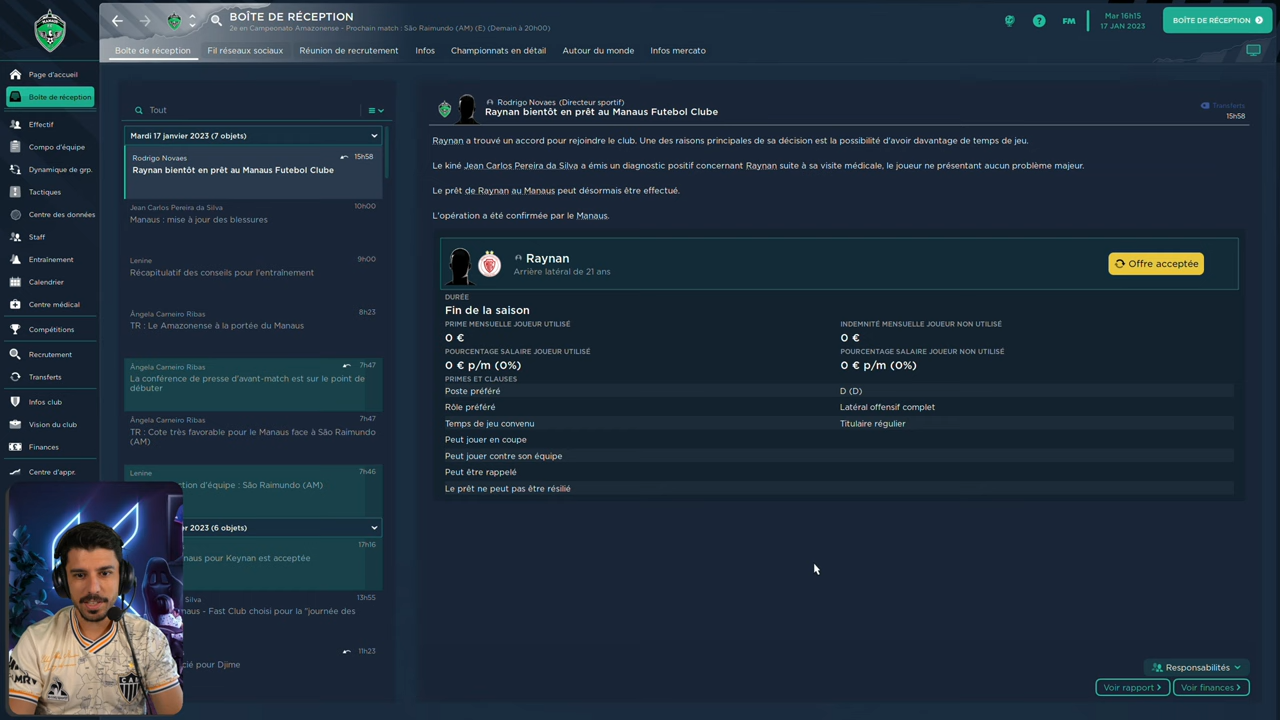 BOÎTE DE RÉCEPTION
2e en Campeonato Amazonense - Prochain match : São Raimundo (AM) (E) (Demain à 20h00)
FM
Mar 16h15
17 JAN 2023
BOÎTE DE RÉCEPTION
Boîte de réception
Fil réseaux sociaux
Réunion de recrutement
Infos
Championnats en détail
Autour du monde
Infos mercato
Page d'accueil
Boîte de réception
Effectif
Compo d'équipe
Dynamique de grp.
Tactiques
Centre des données
Staff
Entraînement
Calendrier
Centre médical
Compétitions
Recrutement
Transferts
Infos club
Vision du club
Finances
Centre d'appr.
Tout
Mardi 17 janvier 2023 (7 objets)
Rodrigo Novaes
15h58
Raynan bientôt en prêt au Manaus Futebol Clube
Jean Carlos Pereira da Silva
10h00
Manaus : mise à jour des blessures
Lenine
9h00
Récapitulatif des conseils pour l'entraînement
Ângela Carneiro Ribas
8h23
TR : Le Amazonense à la portée du Manaus
Ângela Carneiro Ribas
7h47
La conférence de presse d'avant-match est sur le point de
débuter
Ângela Carneiro Ribas
7h47
TR : Cote très favorable pour le Manaus face à São Raimundo
(AM)
Lenine
7h46
ction d'équipe : São Raimundo (AM)
er 2023 (6 objets)
17h16
naus pour Keynan est acceptée
Silva
13h55
naus - Fast Club choisi pour la "journée des
11h23
cié pour Djime
Rodrigo Novaes (Directeur sportif)
Raynan bientôt en prêt au Manaus Futebol Clube
Transferts
15h58
Raynan a trouvé un accord pour rejoindre le club. Une des raisons principales de sa décision est la possibilité d'avoir davantage de temps de jeu.
Le kiné Jean Carlos Pereira da Silva a émis un diagnostic positif concernant Raynan suite à sa visite médicale, le joueur ne présentant aucun problème majeur.
Le prêt de Raynan au Manaus peut désormais être effectué.
L'opération a été confirmée par le Manaus.
Raynan
Arrière latéral de 21 ans
Offre acceptée
DURÉE
Fin de la saison
PRIME MENSUELLE JOUEUR UTILISÉ
INDEMNITÉ MENSUELLE JOUEUR NON UTILISÉ
0 €
0 €
POURCENTAGE SALAIRE JOUEUR UTILISÉ
POURCENTAGE SALAIRE JOUEUR NON UTILISÉ
0 € p/m (0%)
0 € p/m (0%)
PRIMES ET CLAUSES
Poste préféré
D (D)
Rôle préféré
Latéral offensif complet
Temps de jeu convenu
Titulaire régulier
Peut jouer en coupe
Peut jouer contre son équipe
Peut être rappelé
Le prêt ne peut pas être résilié
Responsabilités
Voir rapport
Voir finances